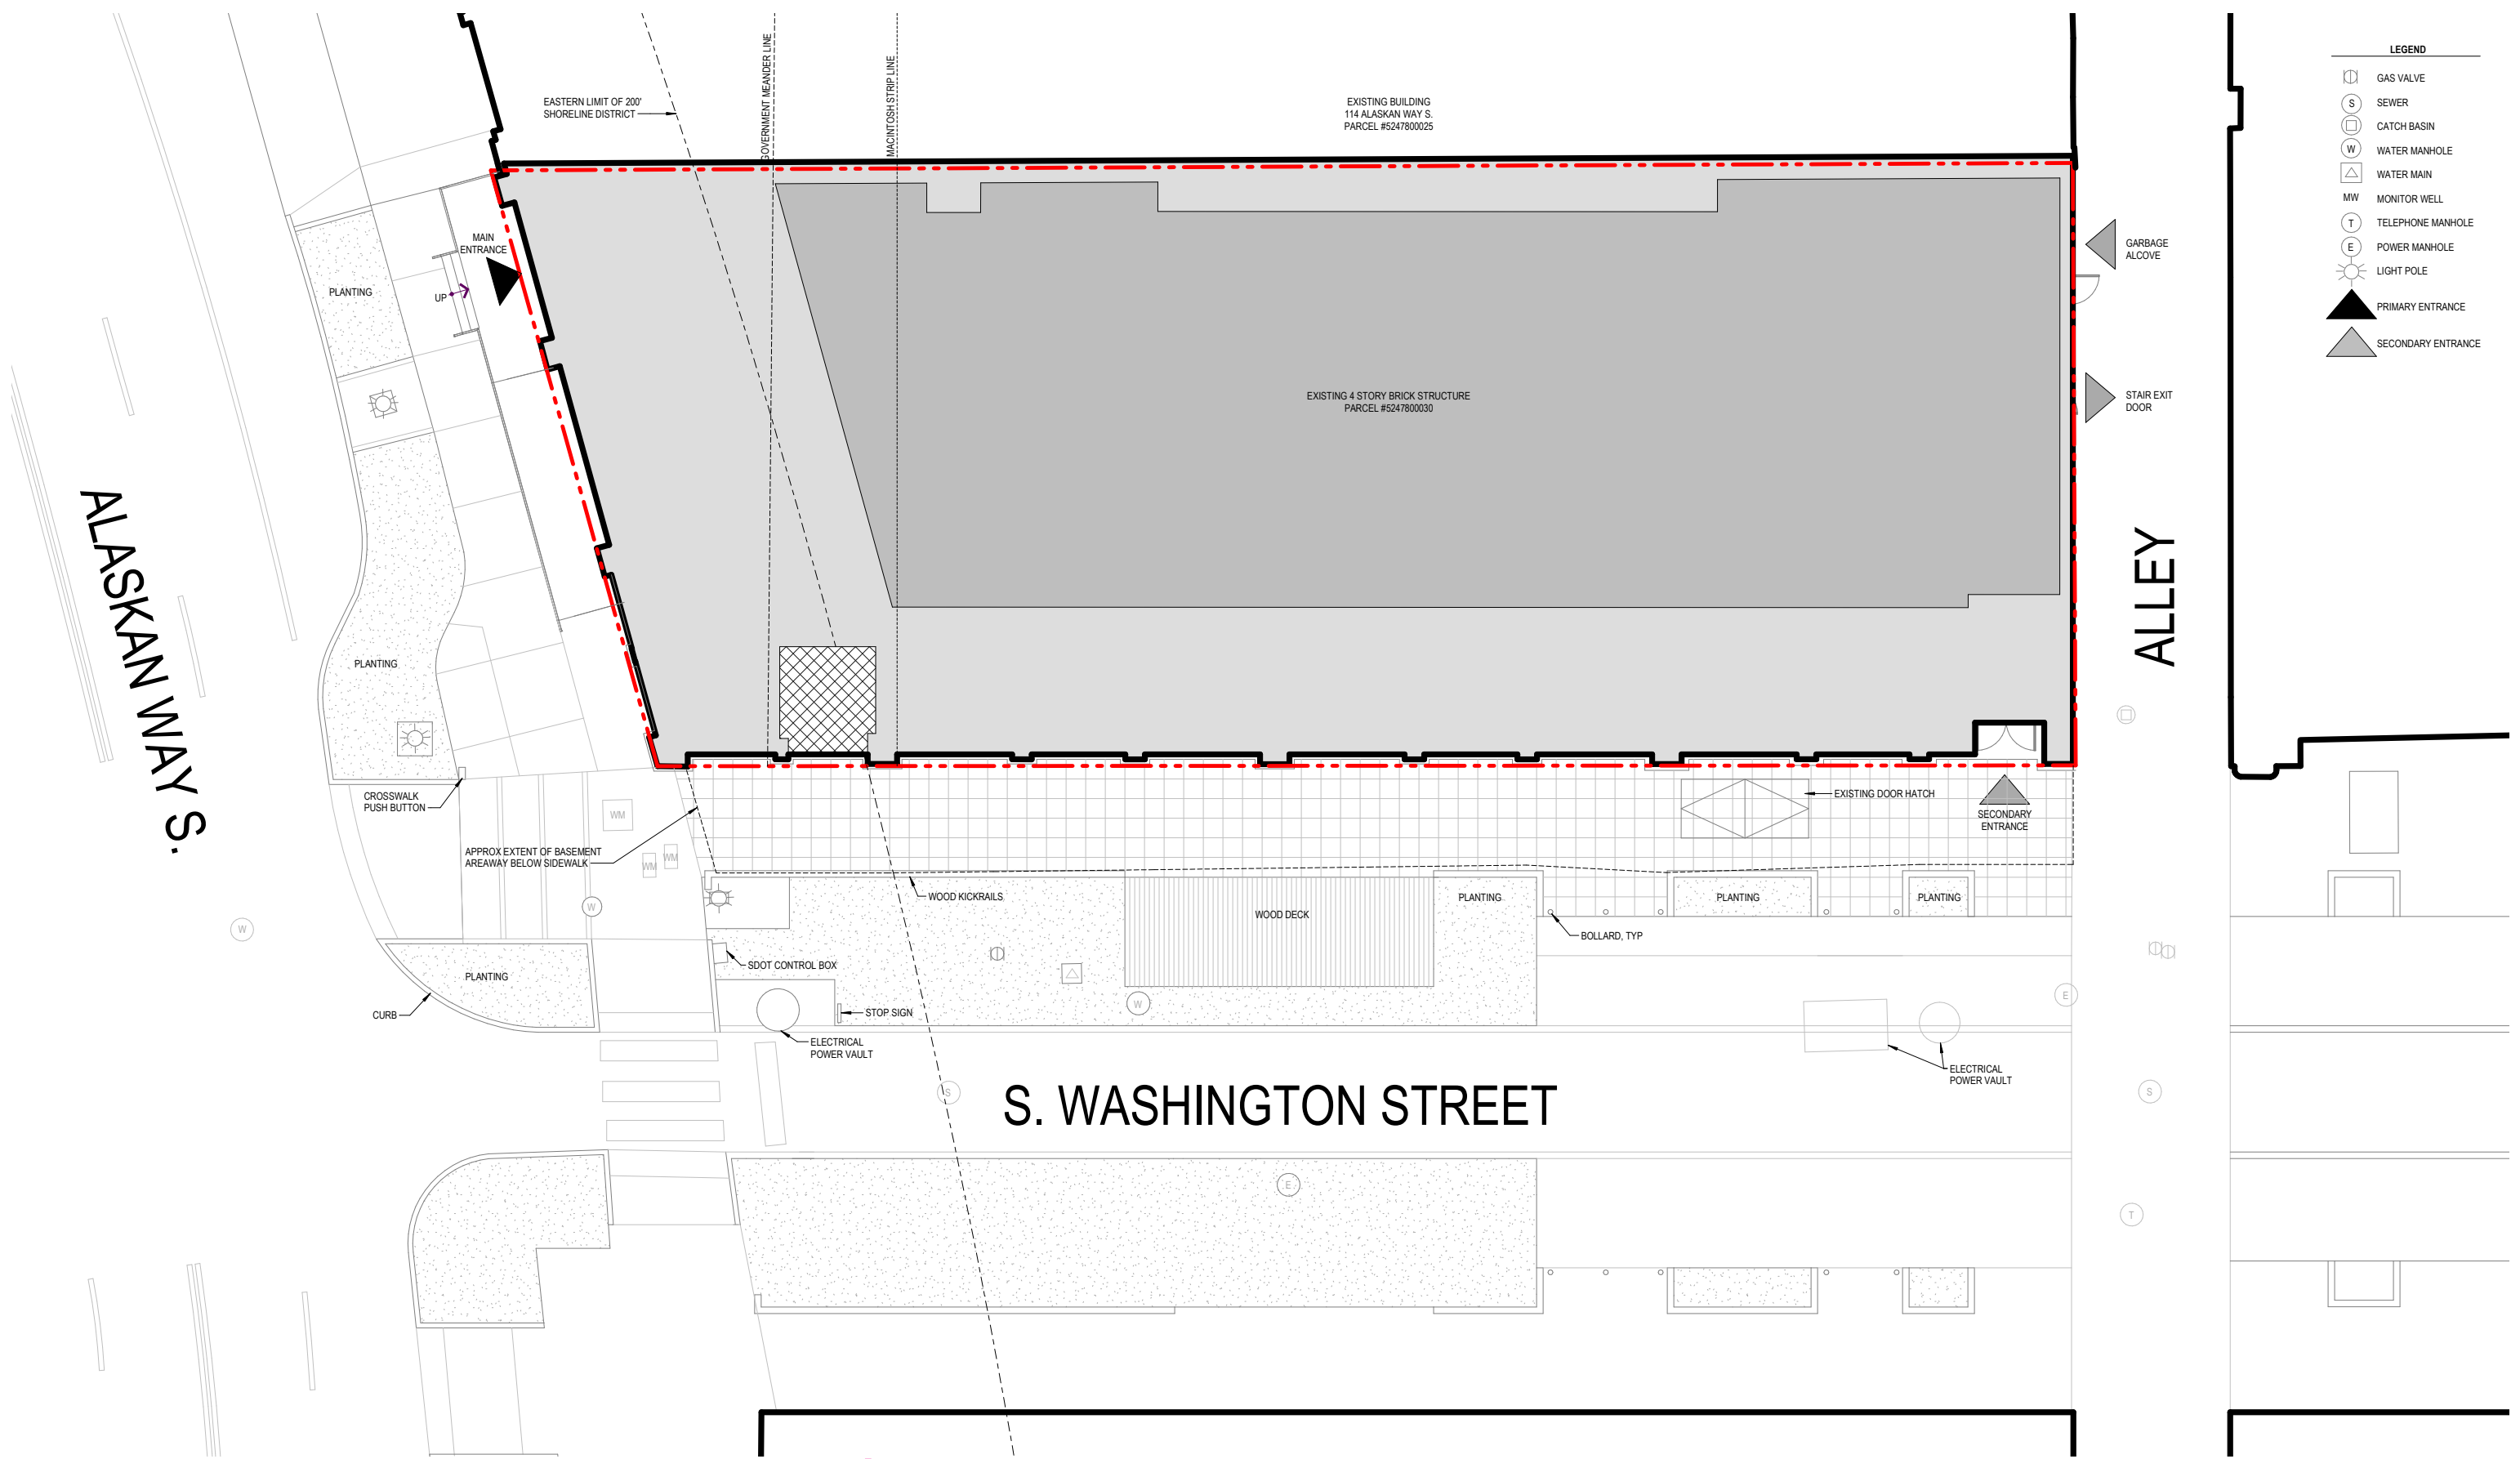 LEGEND
GAS VALVE
S
SEWER
CATCH BASIN
W
WATER MANHOLE
WATER MAIN
MW
MONITOR WELL
T
TELEPHONE MANHOLE
E
POWER MANHOLE
LIGHT POLE
PRIMARY ENTRANCE
SECONDARY ENTRANCE
EASTERN LIMIT OF 200'
SHORELINE DISTRICT
GOVERNMENT MEANDER LINE
MACINTOSH STRIP LINE
EXISTING BUILDING
114 ALASKAN WAY S.
PARCEL #5247800025
MAIN
ENTRANCE
UP
PLANTING
GARBAGE
ALCOVE
EXISTING 4 STORY BRICK STRUCTURE
PARCEL #5247800030
STAIR EXIT
DOOR
ALASKAN WAY S.
ALLEY
PLANTING
CROSSWALK
PUSH BUTTON
WM
WM
WM
APPROX EXTENT OF BASEMENT
AREAWAY BELOW SIDEWALK
EXISTING DOOR HATCH
SECONDARY
ENTRANCE
W
W
WOOD KICKRAILS
WOOD DECK
PLANTING
PLANTING
PLANTING
BOLLARD, TYP
PLANTING
SDOT CONTROL BOX
CURB
STOP SIGN
W
E
ELECTRICAL
POWER VAULT
ELECTRICAL
POWER VAULT
S
S
S. WASHINGTON STREET
E
T